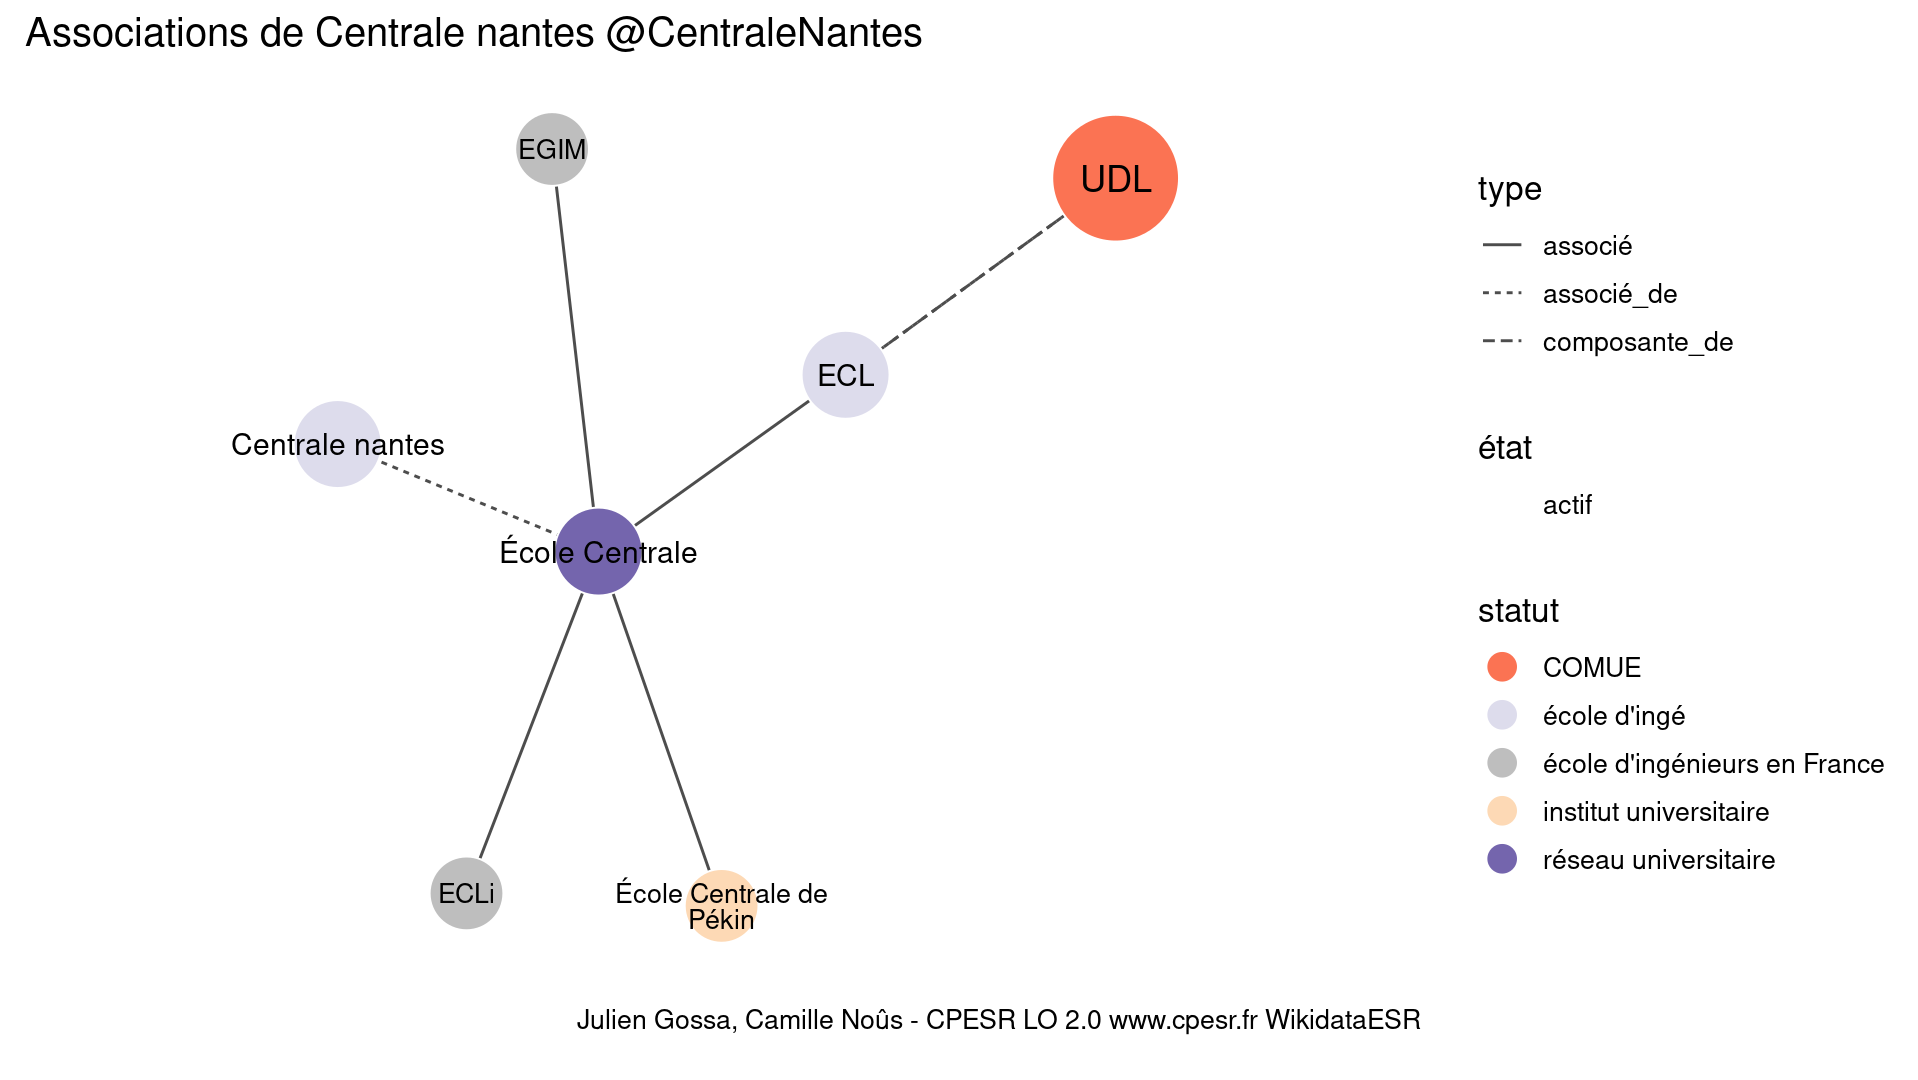 Associations de Centrale nantes @CentraleNantes
EGIM
UDL
ECL
Centrale nantes
École Centrale
ECLi
École Centrale de
Pékin
type
associé
associé_de
composante_de
état
actif
statut
COMUE
école d'ingé
école d'ingénieurs en France
institut universitaire
réseau universitaire
Julien Gossa, Camille Noûs - CPESR LO 2.0 www.cpesr.fr WikidataESR